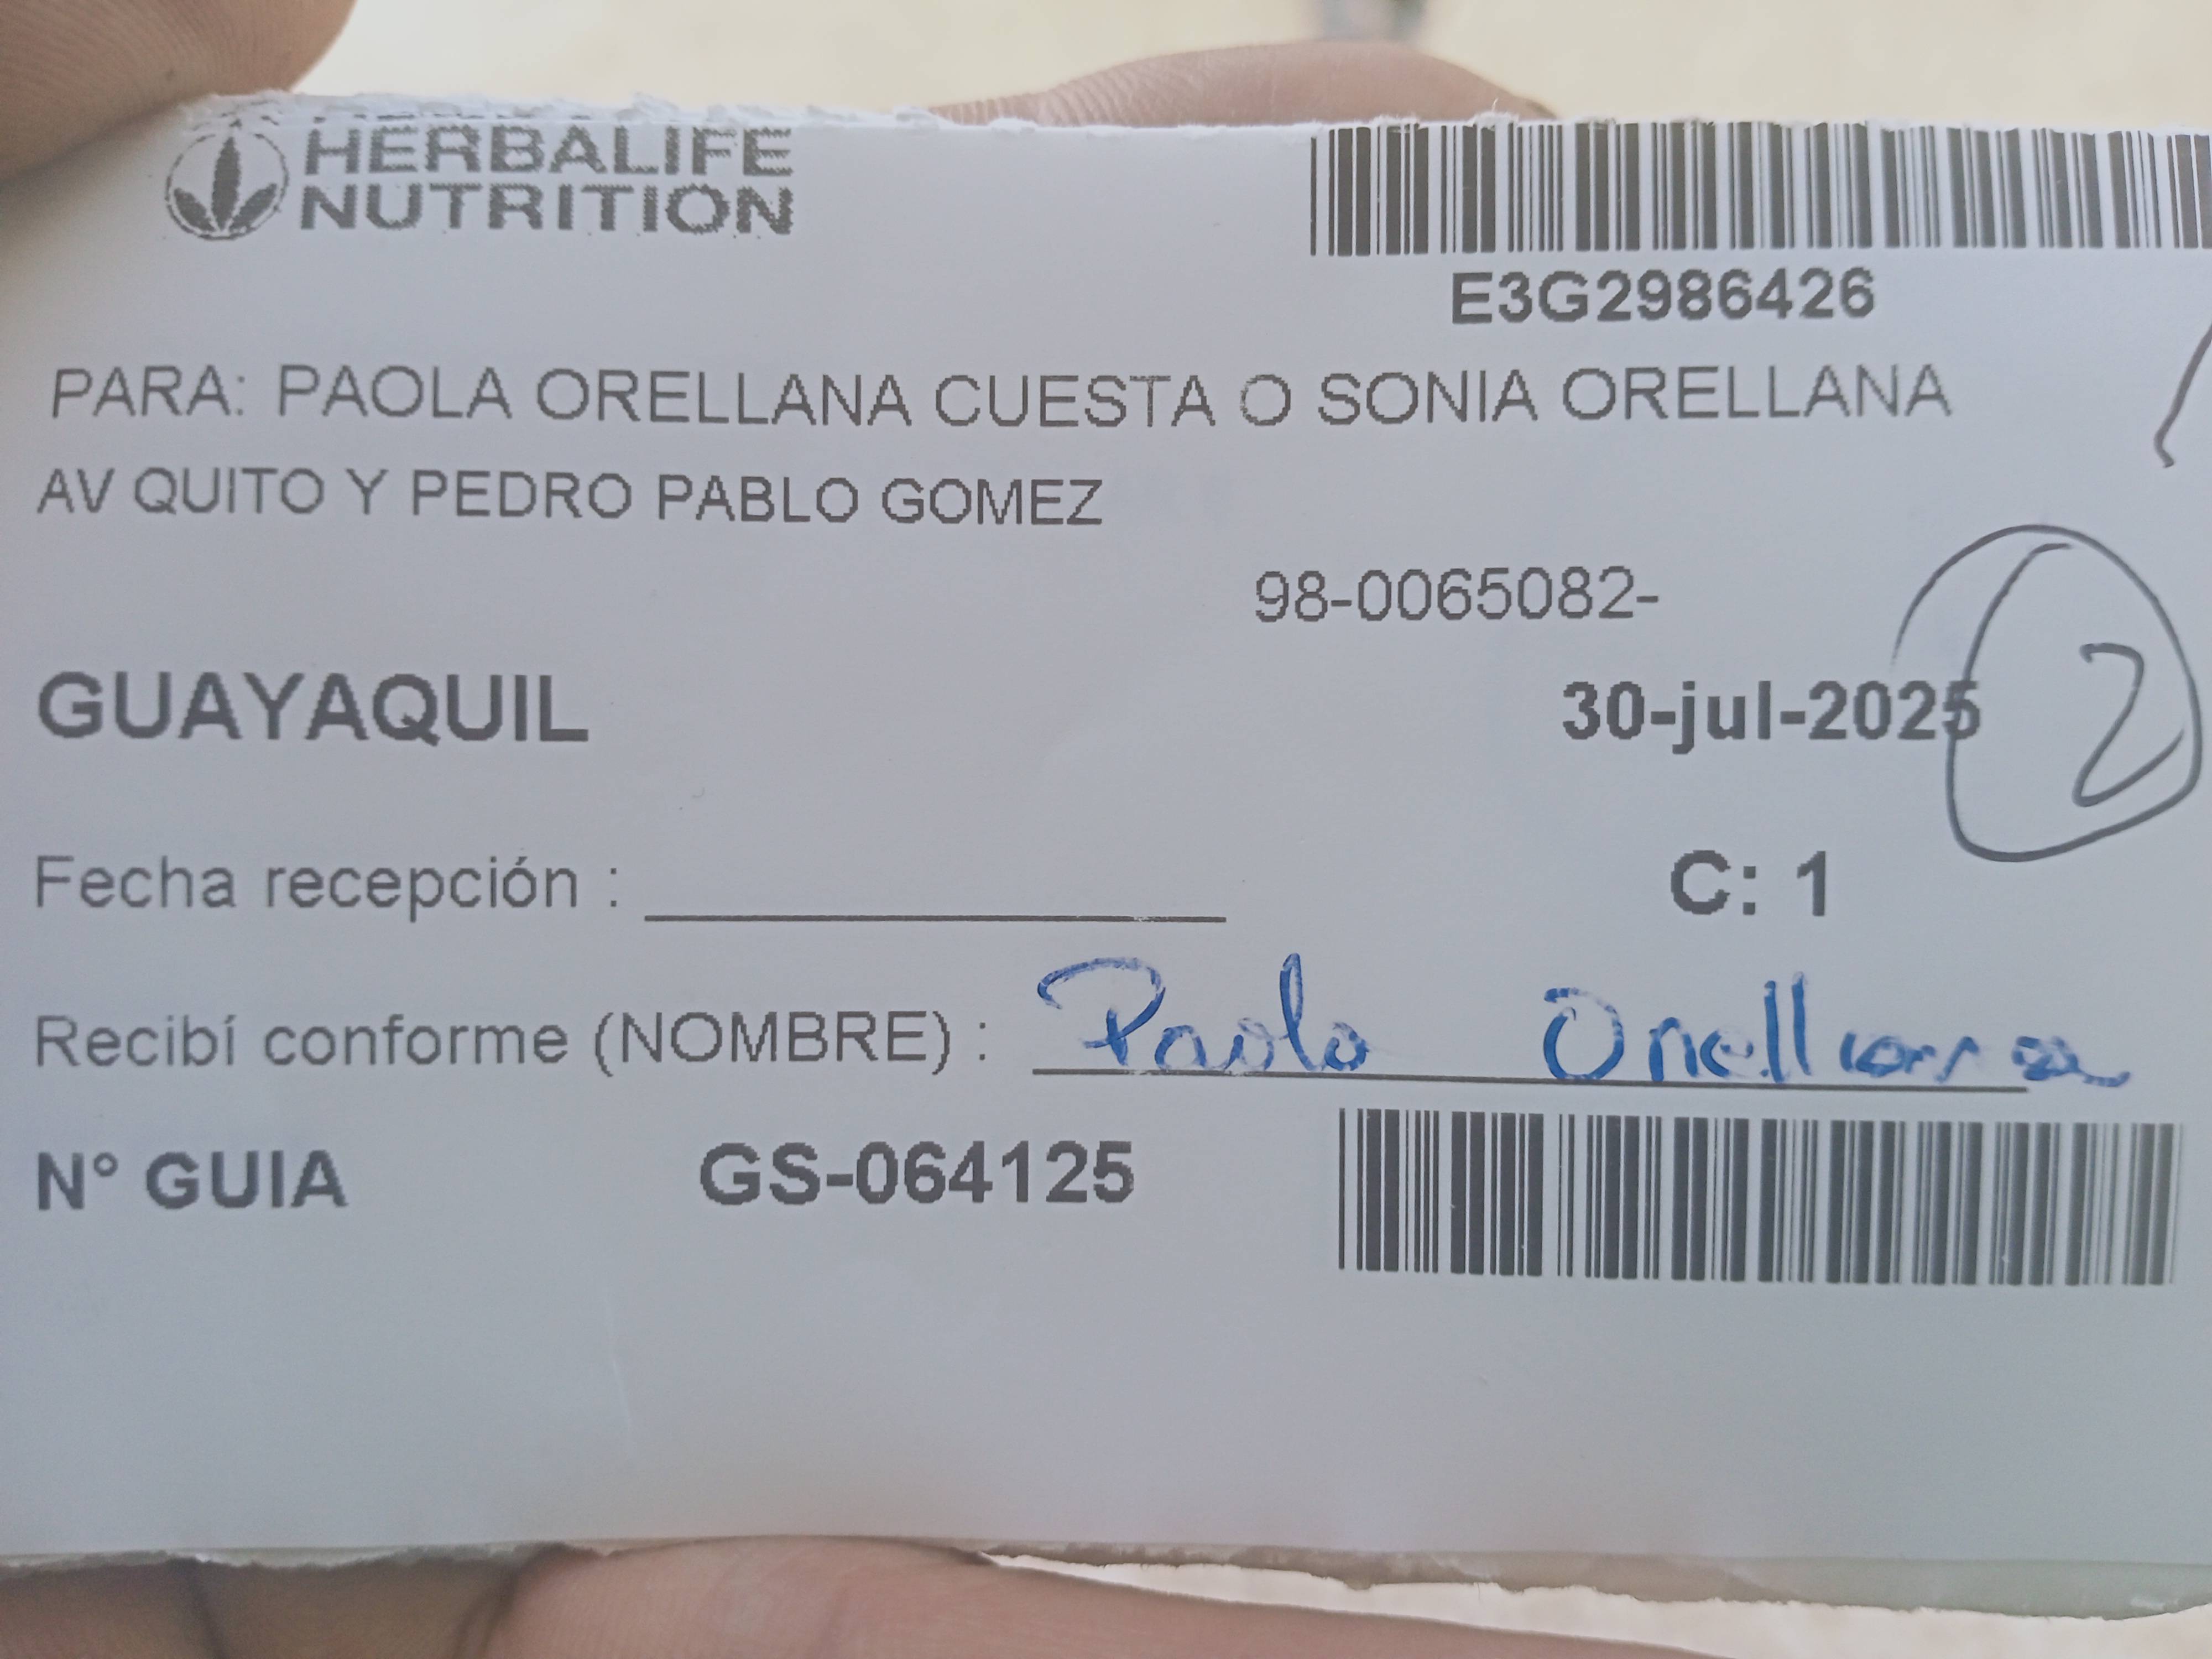 HERBALIFE
NUTRITION
E3G2986426
PARA: PAOLA ORELLANA CUESTA O SONIA ORELLANA
AV QUITO Y PEDRO PABLO GOMEZ
98-0065082-
GUAYAQUIL
30-jul-2025
2
Fecha recepción :
C: 1
Recibí conforme (NOMBRE) : Paola Orellana
N° GUIA GS-064125